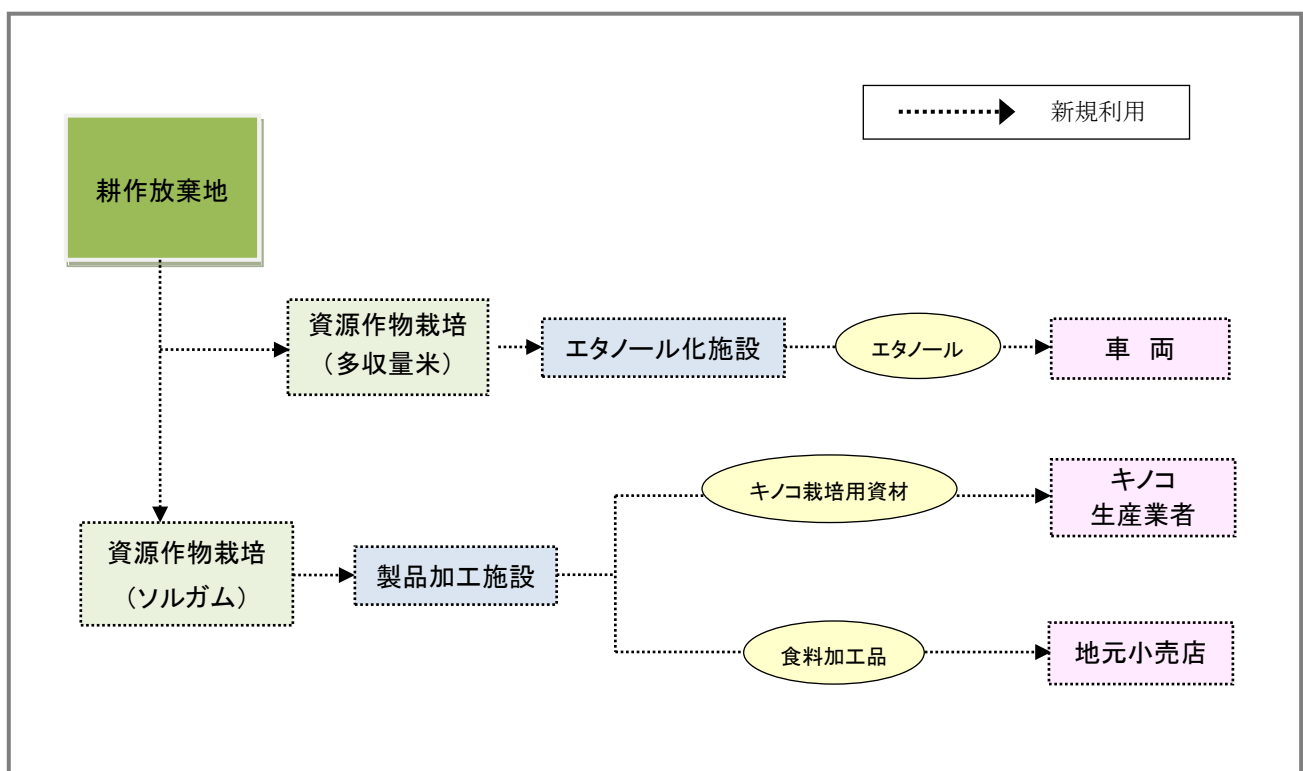 新規利用
耕作放棄地
資源作物栽培
（多収量米）
エタノール化施設
エタノール
車 両
キノコ栽培用資材
キノコ
生産業者
資源作物栽培
（ソルガム）
製品加工施設
食料加工品
地元小売店